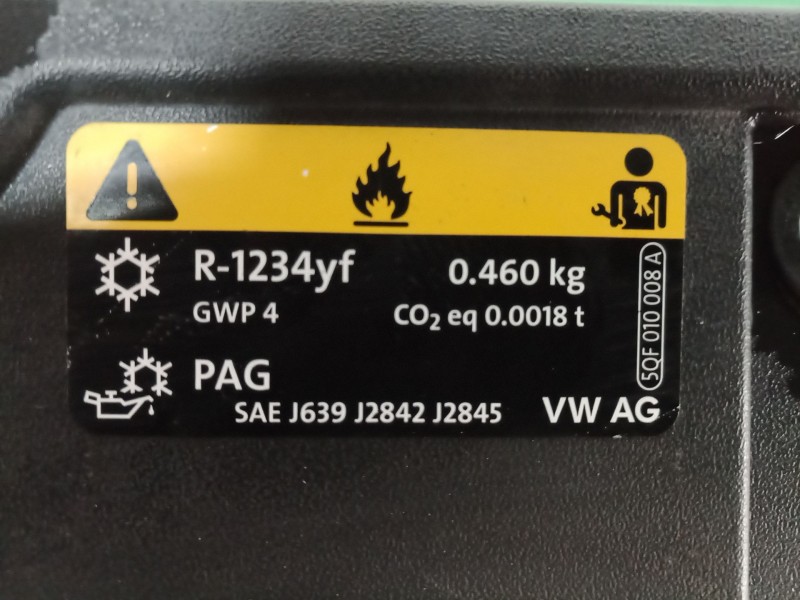 !
R-1234yf 0.460 kg
GWP 4 CO₂ eq 0.0018 t
PAG
SAE J639 J2842 J2845 VW AG
5QF 010 008 A